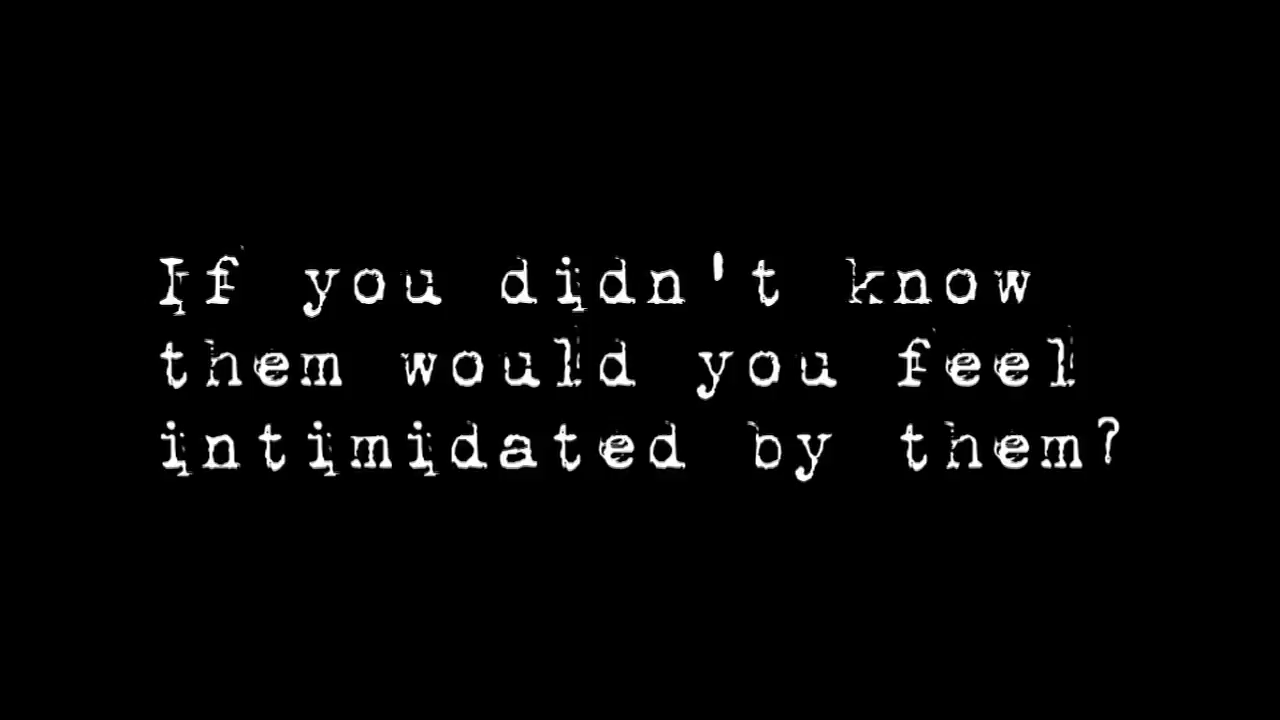 If you didn't know
them would you feel
intimidated by them?